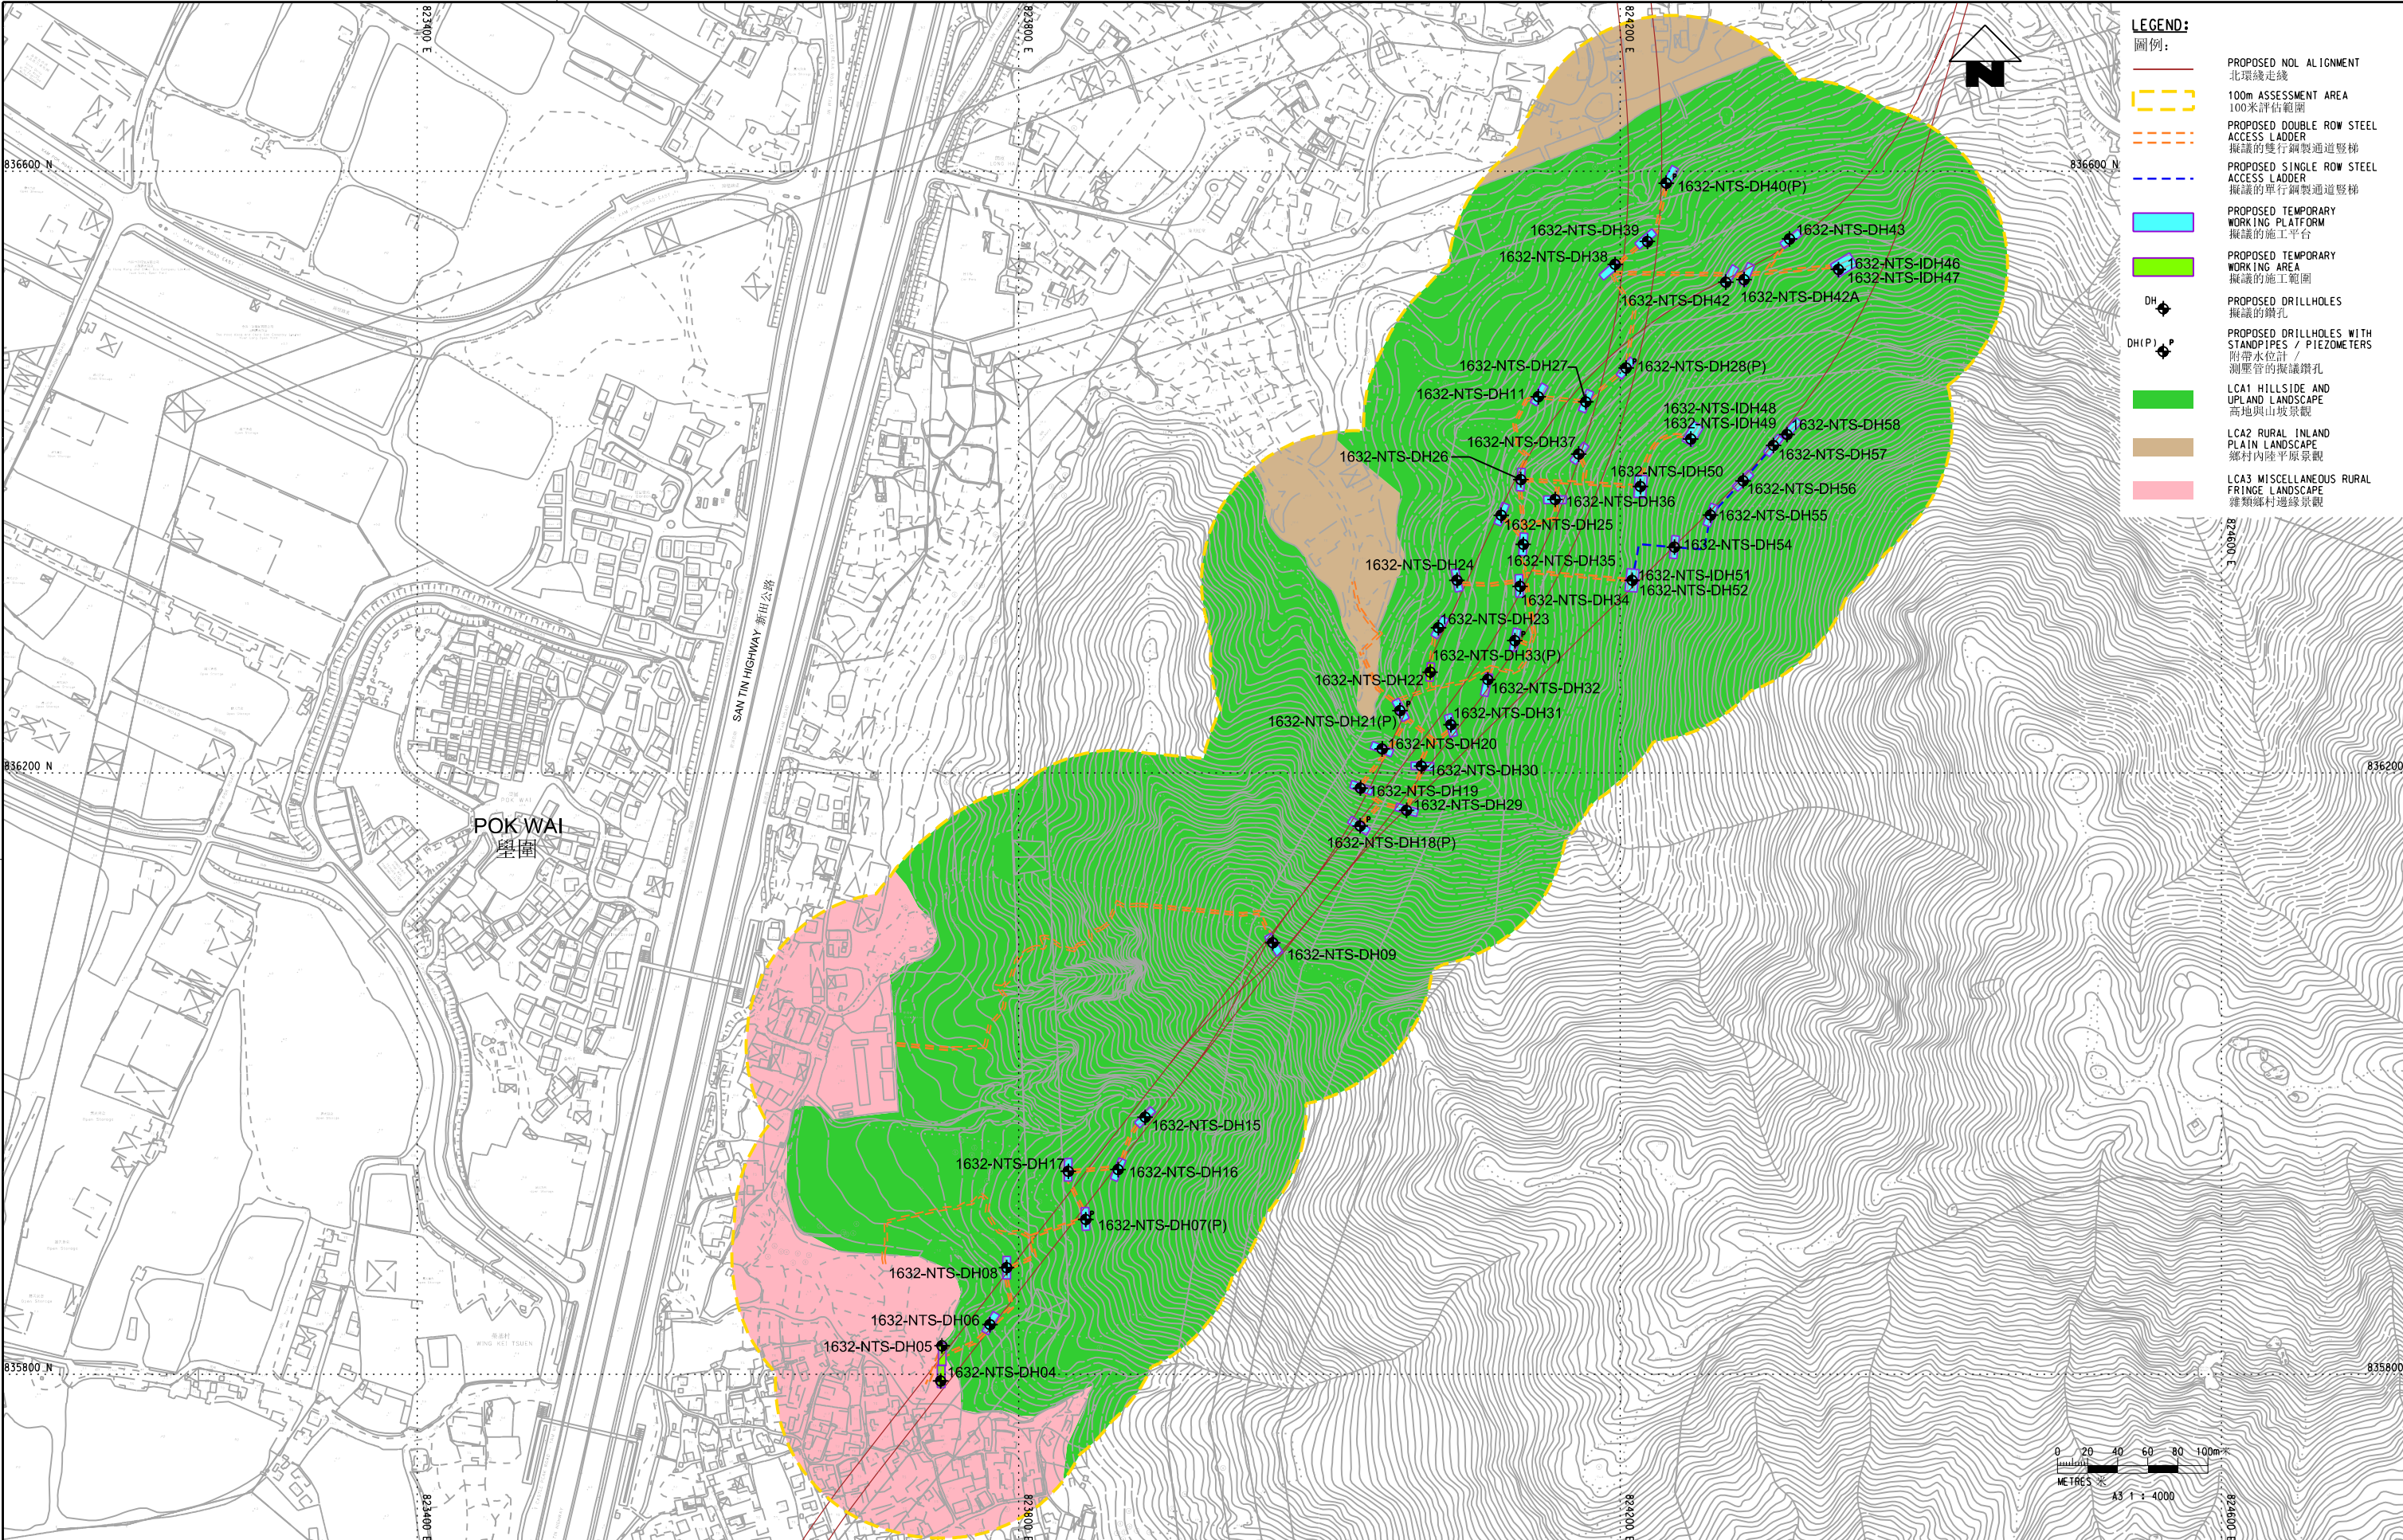 823400 E
823800 E
824200 E
LEGEND:
圖例:
PROPOSED NOL ALIGNMENT
北環綫走綫
100m ASSESSMENT AREA
100米評估範圍
PROPOSED DOUBLE ROW STEEL
ACCESS LADDER
擬議的雙行鋼製通道豎梯
PROPOSED SINGLE ROW STEEL
ACCESS LADDER
擬議的單行鋼製通道豎梯
PROPOSED TEMPORARY
WORKING PLATFORM
擬議的施工平台
PROPOSED TEMPORARY
WORKING AREA
擬議的施工範圍
DH
PROPOSED DRILLHOLES
擬議的鑽孔
DH(P) P
PROPOSED DRILLHOLES WITH
STANDPIPES / PIEZOMETERS
附帶水位計 /
測壓管的擬議鑽孔
LCA1 HILLSIDE AND
UPLAND LANDSCAPE
高地與山坡景觀
LCA2 RURAL INLAND
PLAIN LANDSCAPE
鄉村內陸平原景觀
LCA3 MISCELLANEOUS RURAL
FRINGE LANDSCAPE
雜類鄉村邊緣景觀
N
836600 N
836600 N
1632-NTS-DH40(P)
1632-NTS-DH39
1632-NTS-DH43
1632-NTS-DH38
1632-NTS-IDH46
1632-NTS-IDH47
1632-NTS-DH42
1632-NTS-DH42A
1632-NTS-DH27
1632-NTS-DH28(P)
1632-NTS-DH11
1632-NTS-IDH48
1632-NTS-IDH49
1632-NTS-DH58
1632-NTS-DH37
1632-NTS-DH26
1632-NTS-DH57
1632-NTS-IDH50
1632-NTS-DH56
1632-NTS-DH36
1632-NTS-DH25
1632-NTS-DH55
1632-NTS-DH54
1632-NTS-DH35
1632-NTS-DH24
1632-NTS-IDH51
1632-NTS-DH52
1632-NTS-DH34
1632-NTS-DH23
1632-NTS-DH33(P)
1632-NTS-DH22
1632-NTS-DH32
1632-NTS-DH21(P)
1632-NTS-DH31
1632-NTS-DH20
1632-NTS-DH30
1632-NTS-DH19
1632-NTS-DH29
1632-NTS-DH18(P)
824600 E
SAN TIN HIGHWAY 新田公路
836200 N
836200
POK WAI
壆圍
1632-NTS-DH09
1632-NTS-DH15
1632-NTS-DH17
1632-NTS-DH16
1632-NTS-DH07(P)
1632-NTS-DH08
1632-NTS-DH06
1632-NTS-DH05
1632-NTS-DH04
WING KEI TSUEN
835800 N
835800
0 20 40 60 80 100m米
METRES 米
A3 1 : 4000
823400 E
823800 E
824200 E
824600 E